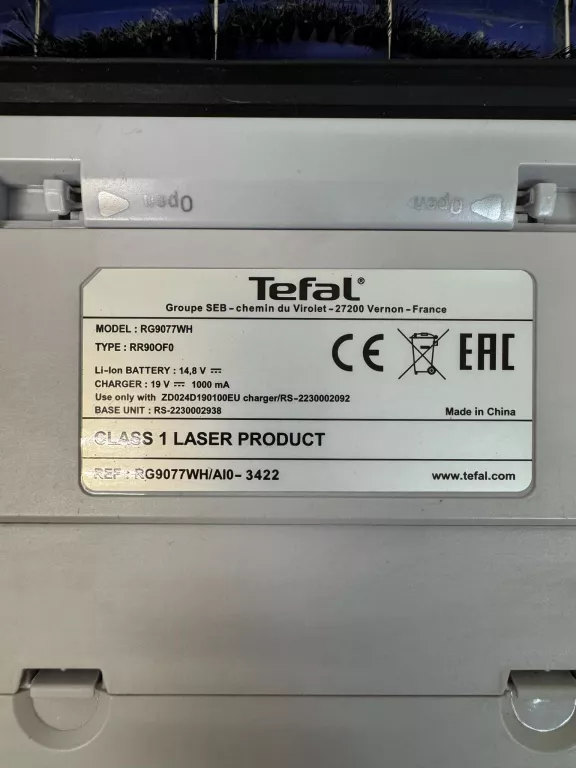 Open Open
Tefal®
Groupe SEB - chemin du Virolet - 27200 Vernon - France
MODEL : RG9077WH
TYPE : RR90OF0
Li-Ion BATTERY : 14,8 V ⎓
CHARGER : 19 V ⎓ 1000 mA
Use only with ZD024D190100EU charger/RS-2230002092
BASE UNIT : RS-2230002938
CE EAC
Made in China
CLASS 1 LASER PRODUCT
REF : RG9077WH/AI0- 3422
www.tefal.com